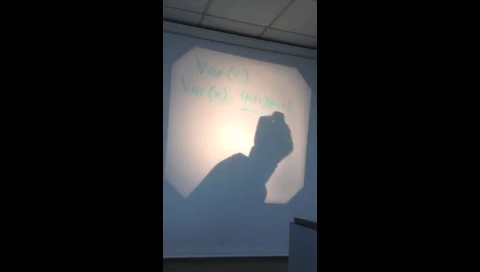 Var(s)
Var(x). (n+1)(n-1)